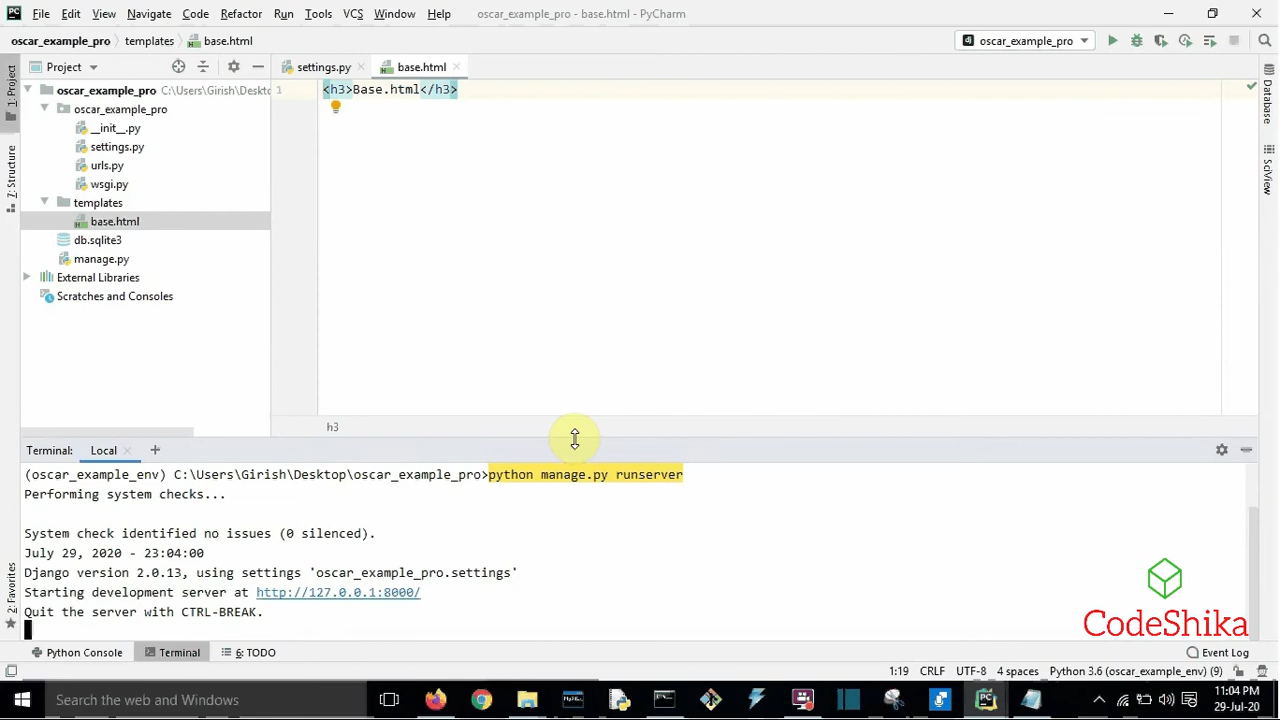 File Edit View Navigate Code Refactor Run Tools VCS Window Help oscar_example_pro - base.html - PyCharm
oscar_example_pro templates base.html oscar_example_pro
1: Project
Project
settings.py
base.html
oscar_example_pro C:\Users\Girish\Deskto
oscar_example_pro
__init__.py
settings.py
urls.py
wsgi.py
templates
base.html
db.sqlite3
manage.py
External Libraries
Scratches and Consoles
1 <h3>Base.html</h3>
h3
Database
SciView
Z: Structure
2: Favorites
Terminal: Local +
(oscar_example_env) C:\Users\Girish\Desktop\oscar_example_pro>python manage.py runserver
Performing system checks...
System check identified no issues (0 silenced).
July 29, 2020 - 23:04:00
Django version 2.0.13, using settings 'oscar_example_pro.settings'
Starting development server at http://127.0.0.1:8000/
Quit the server with CTRL-BREAK.
CodeShika
Python Console Terminal 6: TODO Event Log
1:19 CRLF UTF-8 4 spaces Python 3.6 (oscar_example_env) (9)
Search the web and Windows
11:04 PM
29-Jul-20